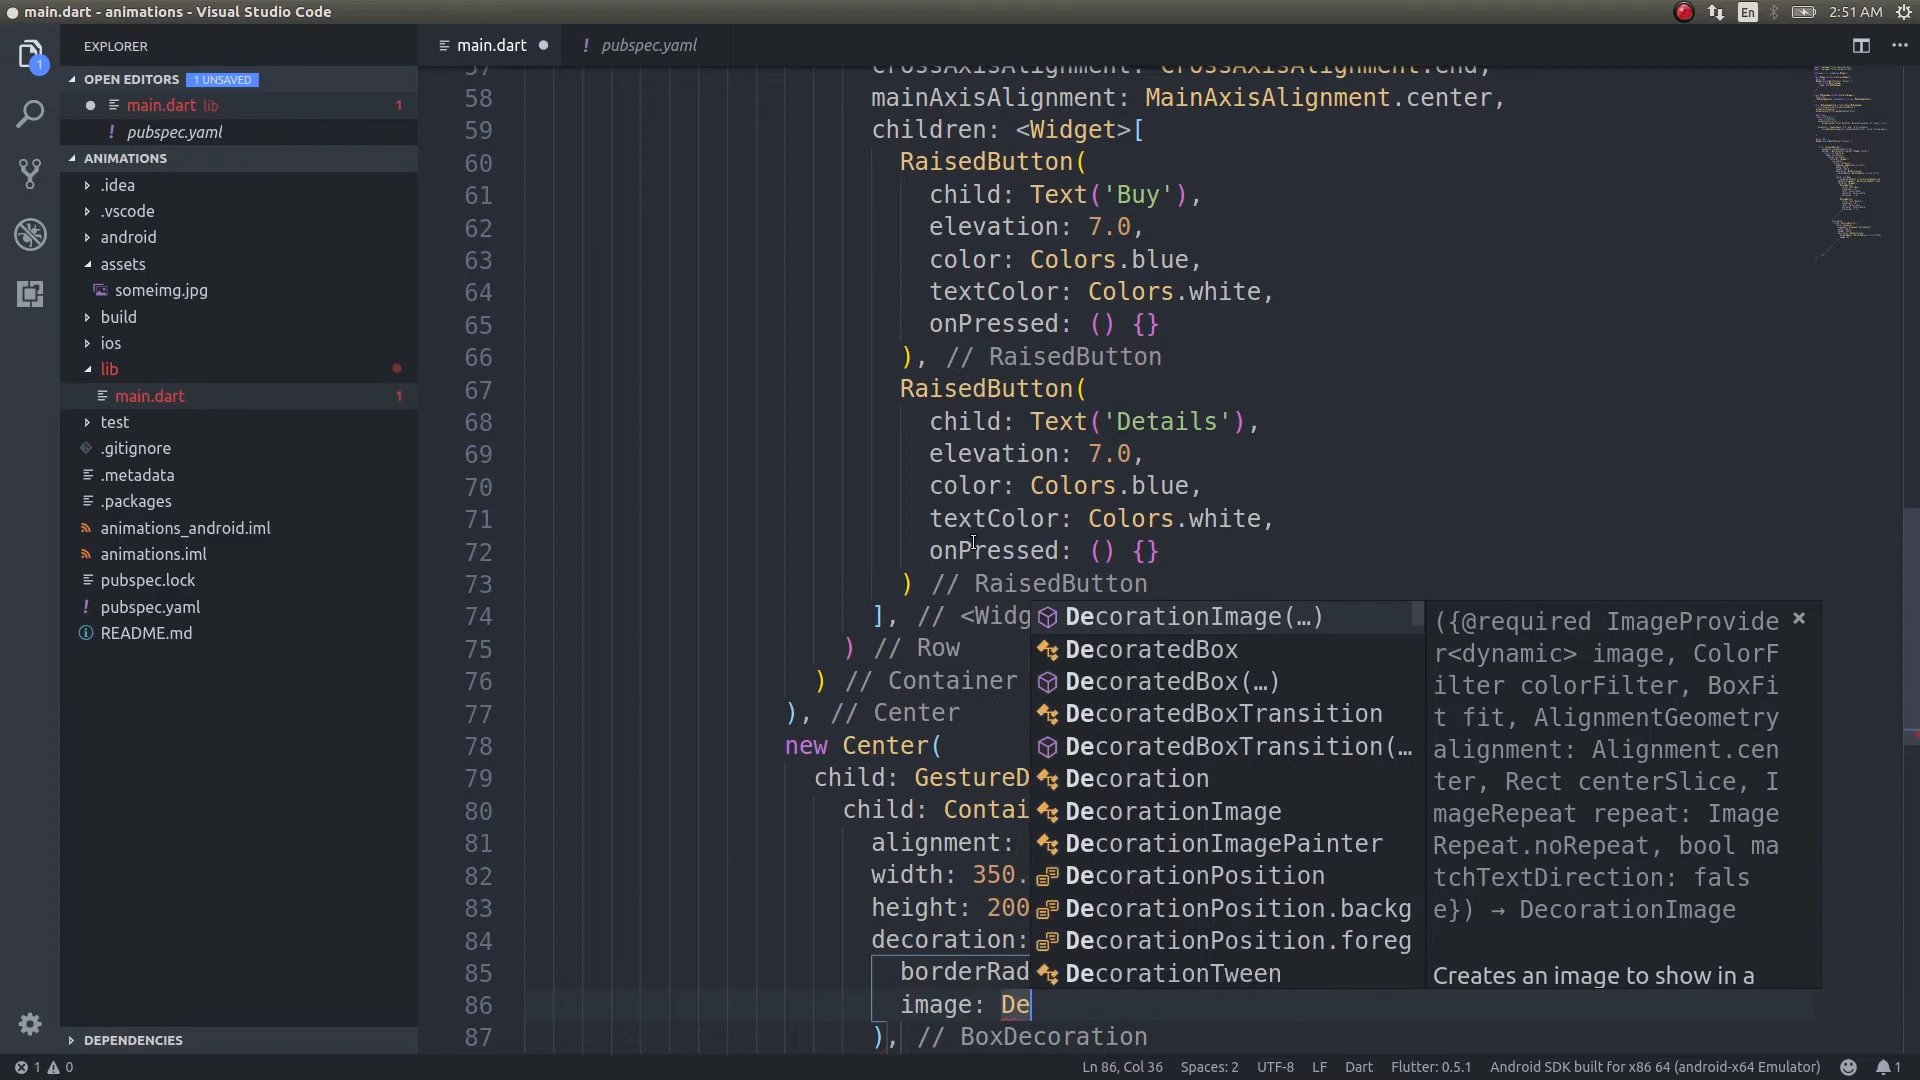 main.dart - animations - Visual Studio Code
En
2:51 AM
EXPLORER
main.dart
! pubspec.yaml
1
OPEN EDITORS 1 UNSAVED
main.dart lib 1
! pubspec.yaml
ANIMATIONS
.idea
.vscode
android
assets
someimg.jpg
build
ios
lib
main.dart 1
test
.gitignore
.metadata
.packages
animations_android.iml
animations.iml
pubspec.lock
! pubspec.yaml
README.md
DEPENDENCIES
57 crossAxisAlignment: CrossAxisAlignment.end,
58 mainAxisAlignment: MainAxisAlignment.center,
59 children: <Widget>[
60 RaisedButton(
61 child: Text('Buy'),
62 elevation: 7.0,
63 color: Colors.blue,
64 textColor: Colors.white,
65 onPressed: () {}
66 ), // RaisedButton
67 RaisedButton(
68 child: Text('Details'),
69 elevation: 7.0,
70 color: Colors.blue,
71 textColor: Colors.white,
72 onPressed: () {}
73 ) // RaisedButton
74 ], // <Widg
75 ) // Row
76 ) // Container
77 ), // Center
78 new Center(
79 child: GestureD
80 child: Contai
81 alignment:
82 width: 350.
83 height: 200
84 decoration:
85 borderRad
86 image: De
87 ), // BoxDecoration
DecorationImage(…)
DecoratedBox
DecoratedBox(…)
DecoratedBoxTransition
DecoratedBoxTransition(…
Decoration
DecorationImage
DecorationImagePainter
DecorationPosition
DecorationPosition.backg
DecorationPosition.foreg
DecorationTween
({@required ImageProvide
r<dynamic> image, ColorF
ilter colorFilter, BoxFi
t fit, AlignmentGeometry
alignment: Alignment.cen
ter, Rect centerSlice, I
mageRepeat repeat: Image
Repeat.noRepeat, bool ma
tchTextDirection: fals
e}) → DecorationImage
Creates an image to show in a
1 0
Ln 86, Col 36
Spaces: 2
UTF-8
LF
Dart
Flutter: 0.5.1
Android SDK built for x86 64 (android-x64 Emulator)
1